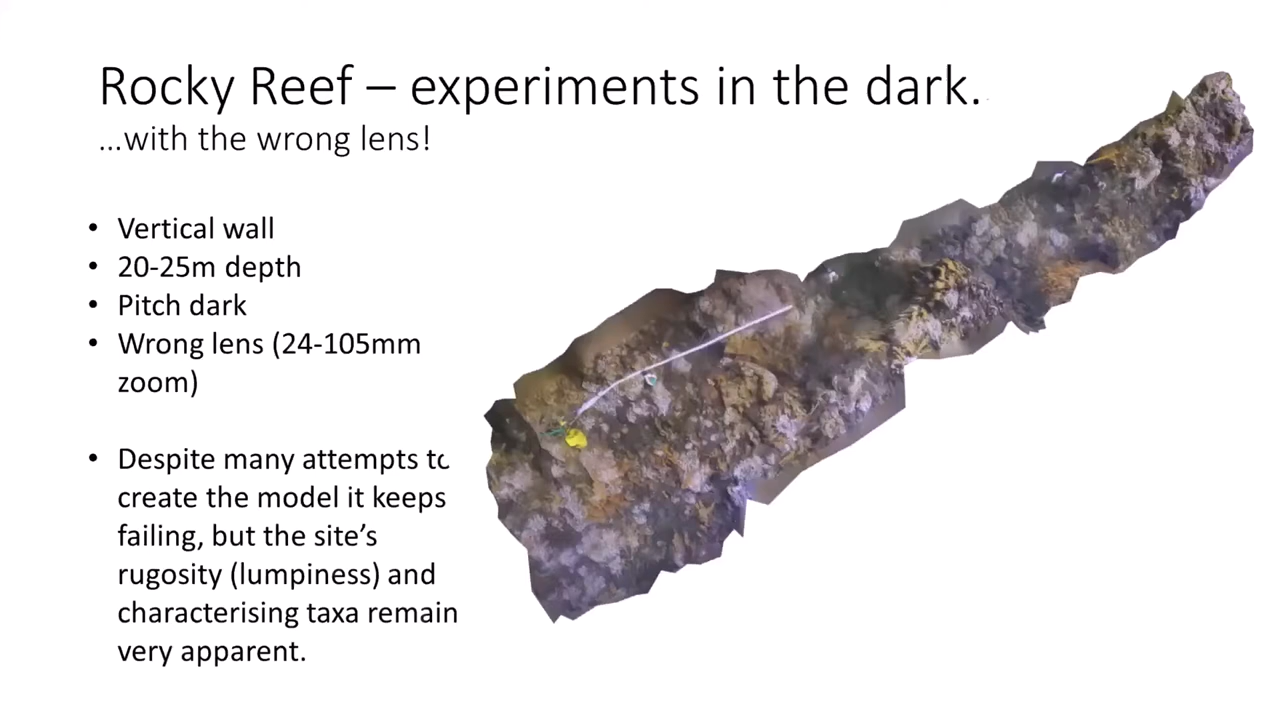 Rocky Reef – experiments in the dark.
...with the wrong lens!
• Vertical wall
• 20-25m depth
• Pitch dark
• Wrong lens (24-105mm
zoom)
• Despite many attempts to
create the model it keeps
failing, but the site’s
rugosity (lumpiness) and
characterising taxa remain
very apparent.